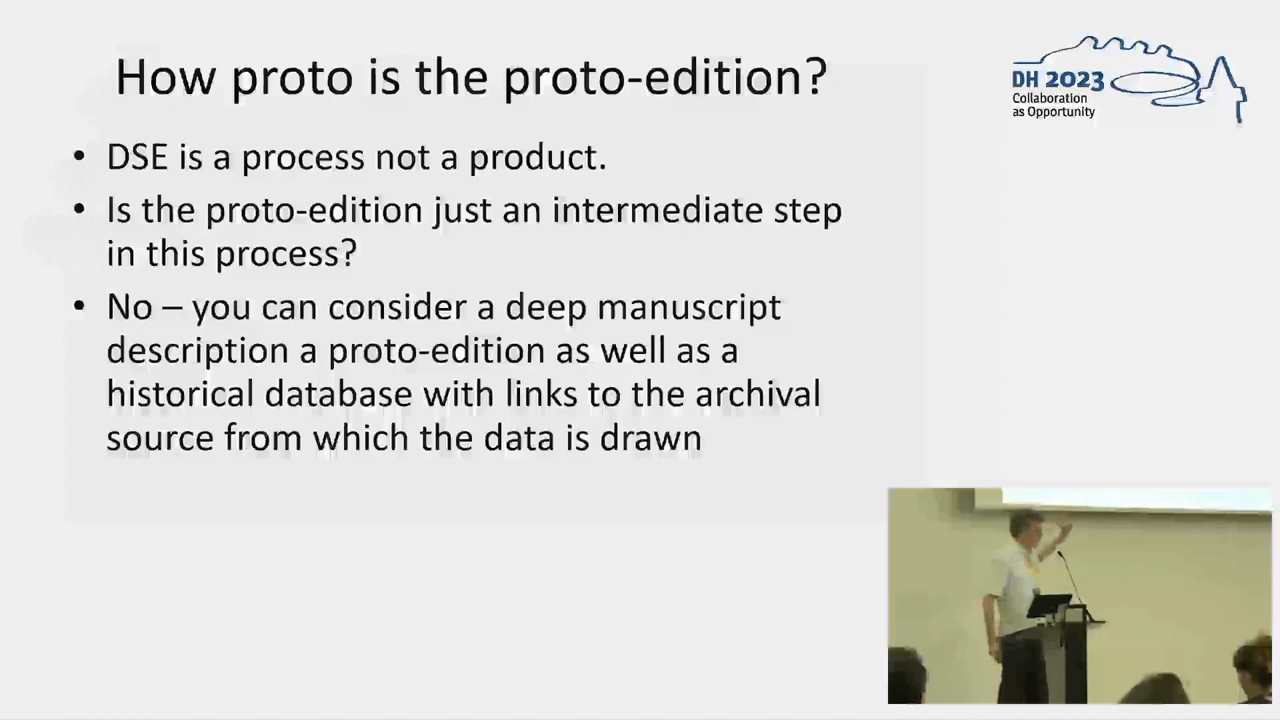 How proto is the proto-edition?
DH 2023
Collaboration
as Opportunity
• DSE is a process not a product.
• Is the proto-edition just an intermediate step
in this process?
• No – you can consider a deep manuscript
description a proto-edition as well as a
historical database with links to the archival
source from which the data is drawn